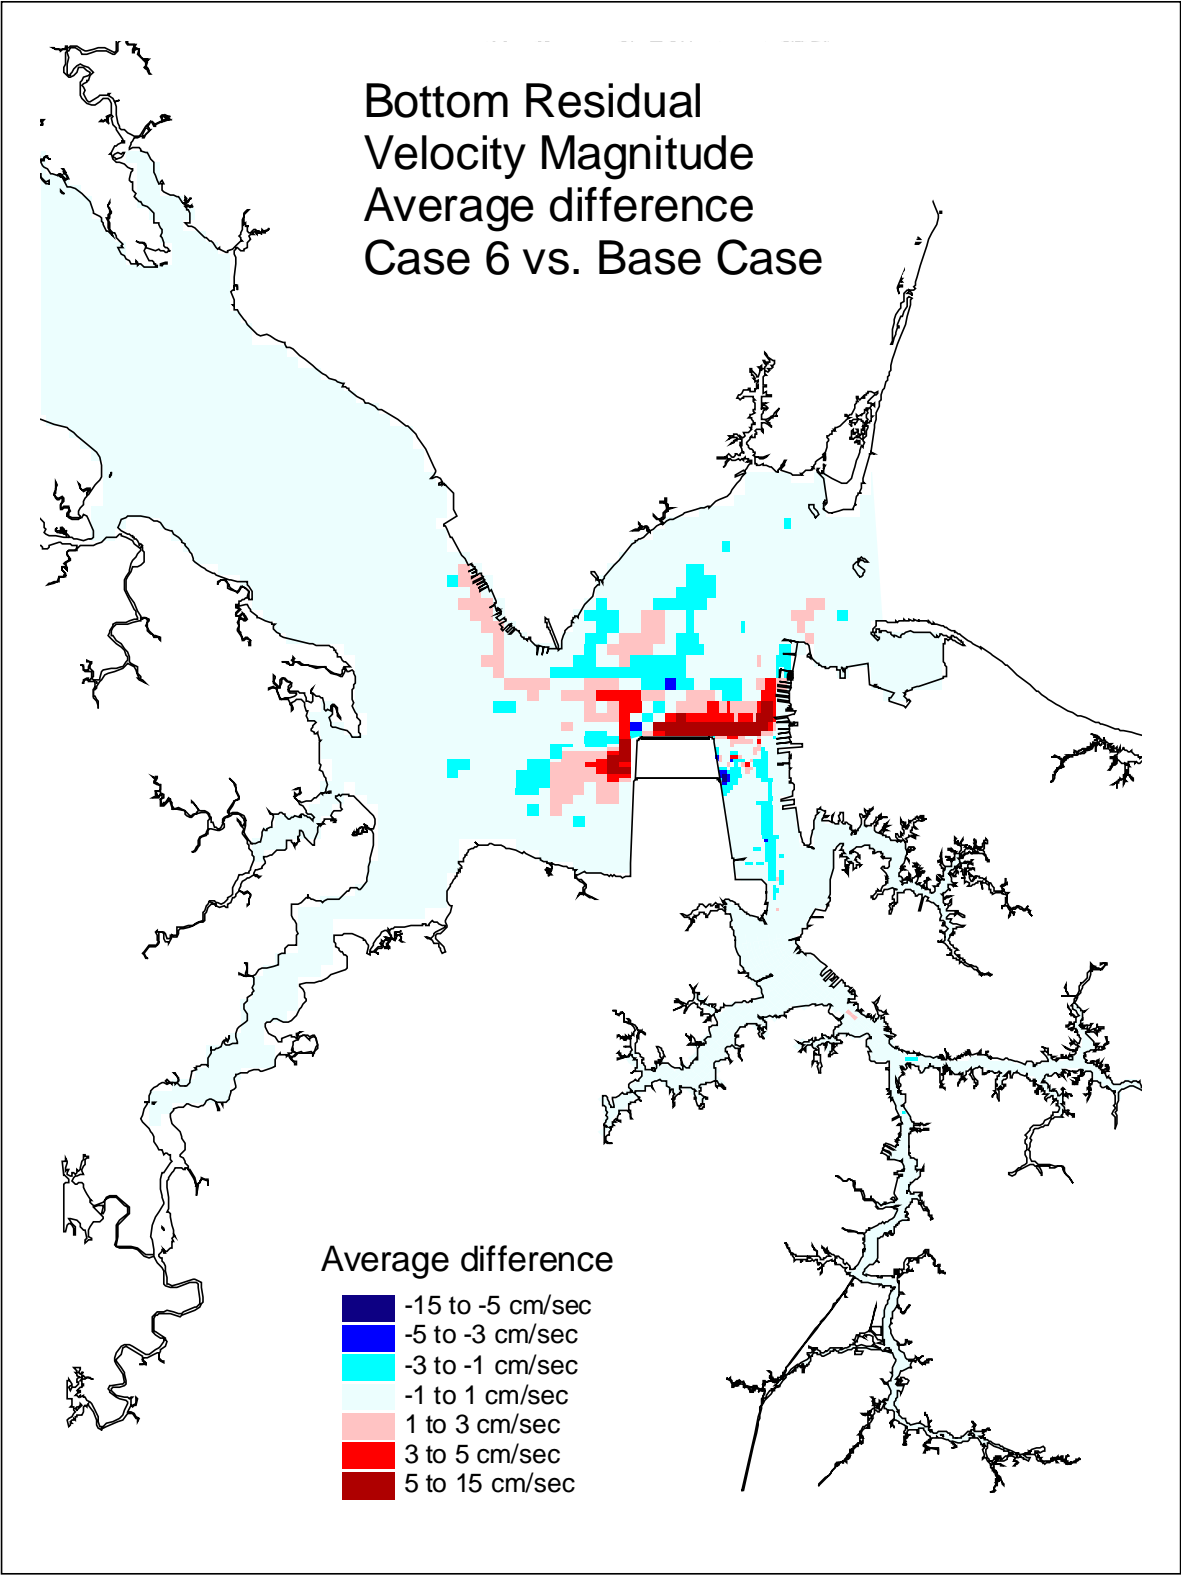 Bottom Residual
Velocity Magnitude
Average difference
Case 6 vs. Base Case
Average difference
-15 to -5 cm/sec
-5 to -3 cm/sec
-3 to -1 cm/sec
-1 to 1 cm/sec
1 to 3 cm/sec
3 to 5 cm/sec
5 to 15 cm/sec